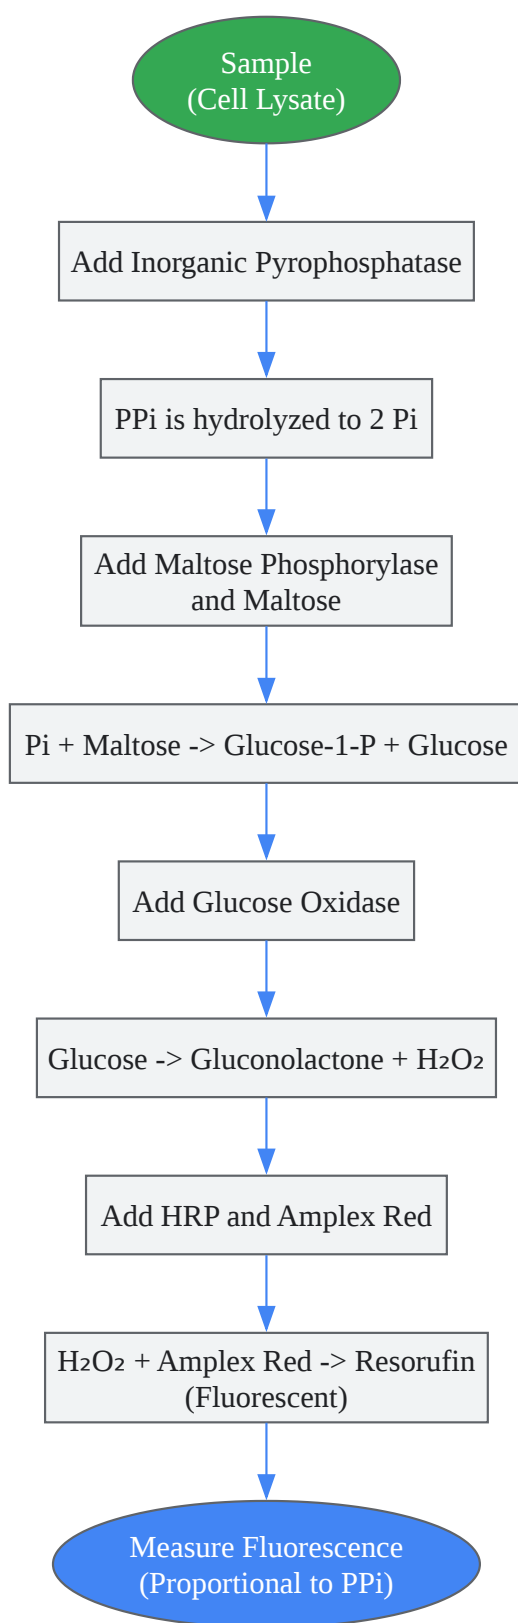 Sample
(Cell Lysate)
Add Inorganic Pyrophosphatase
PPi is hydrolyzed to 2 Pi
Add Maltose Phosphorylase
and Maltose
Pi + Maltose -> Glucose-1-P + Glucose
Add Glucose Oxidase
Glucose -> Gluconolactone + H₂O₂
Add HRP and Amplex Red
H₂O₂ + Amplex Red -> Resorufin
(Fluorescent)
Measure Fluorescence
(Proportional to PPi)